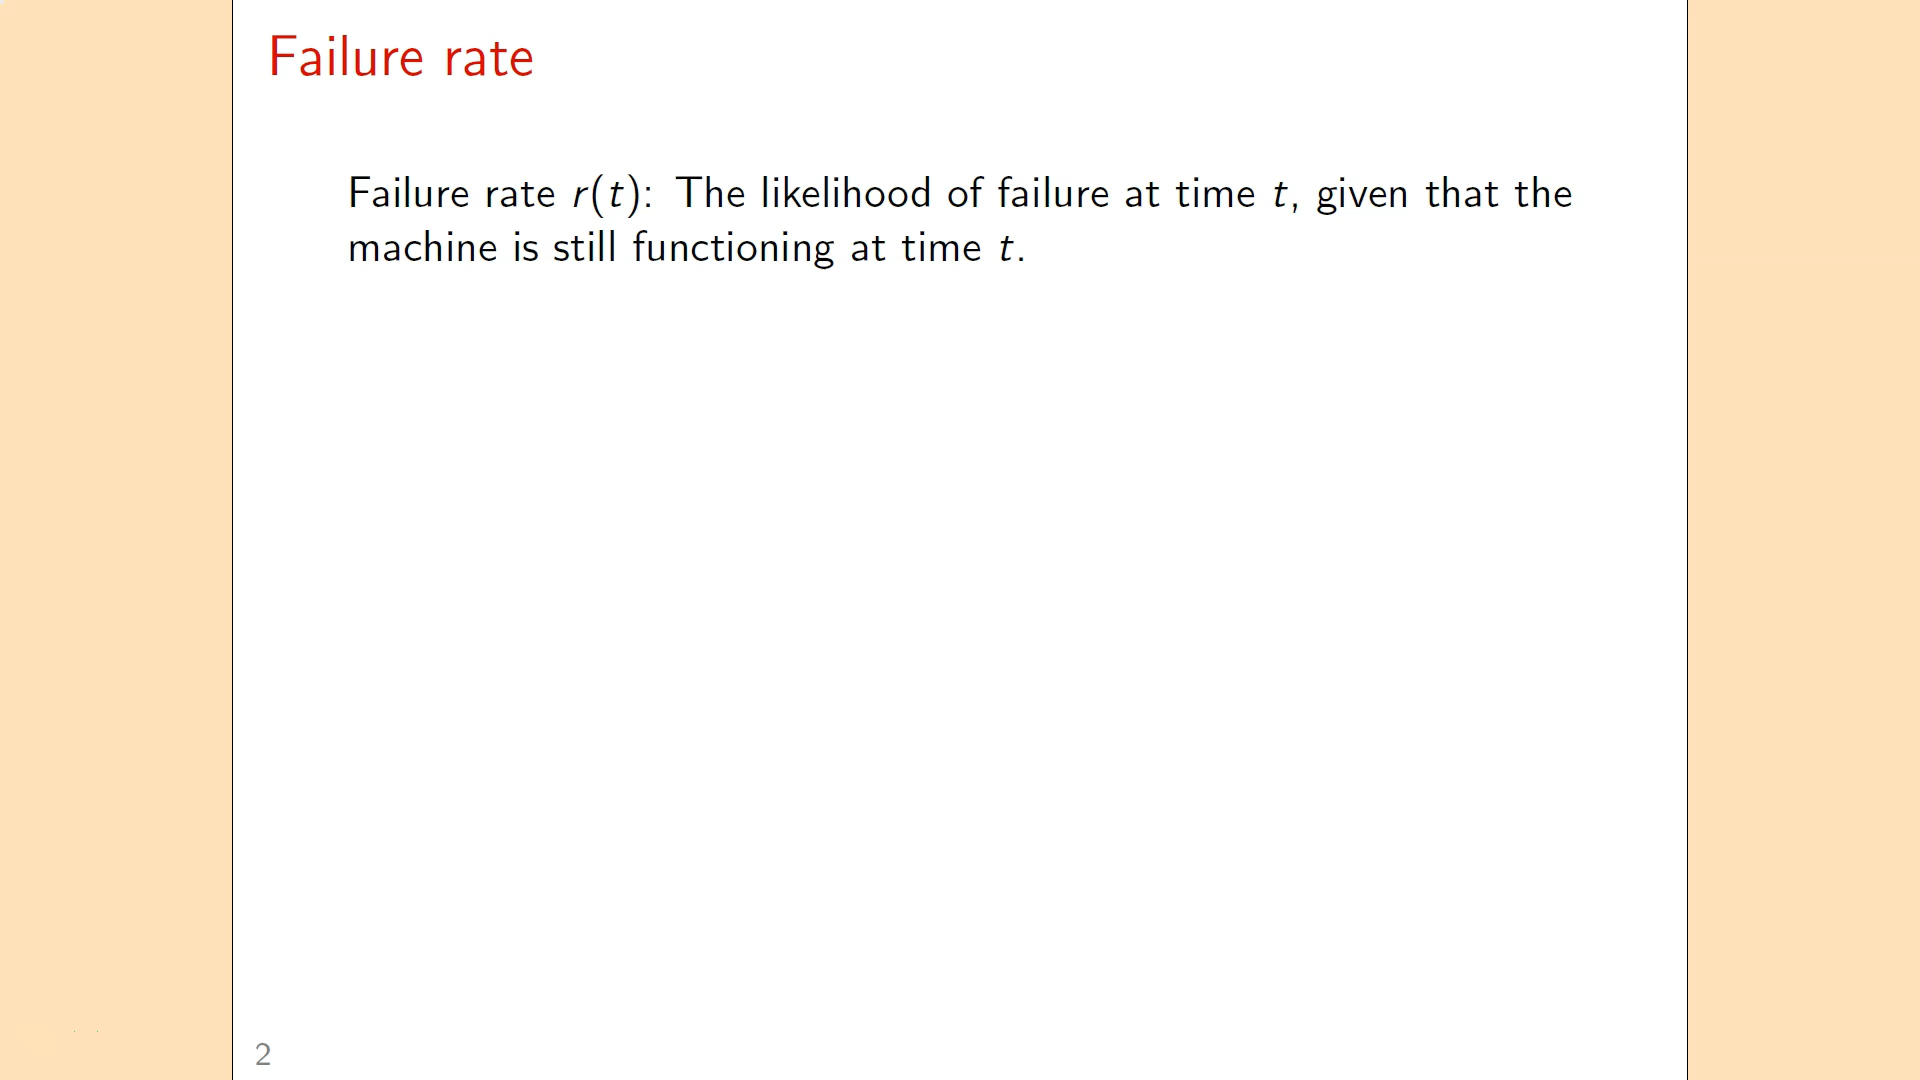 Failure rate
Failure rate r(t): The likelihood of failure at time t, given that the
machine is still functioning at time t.
2